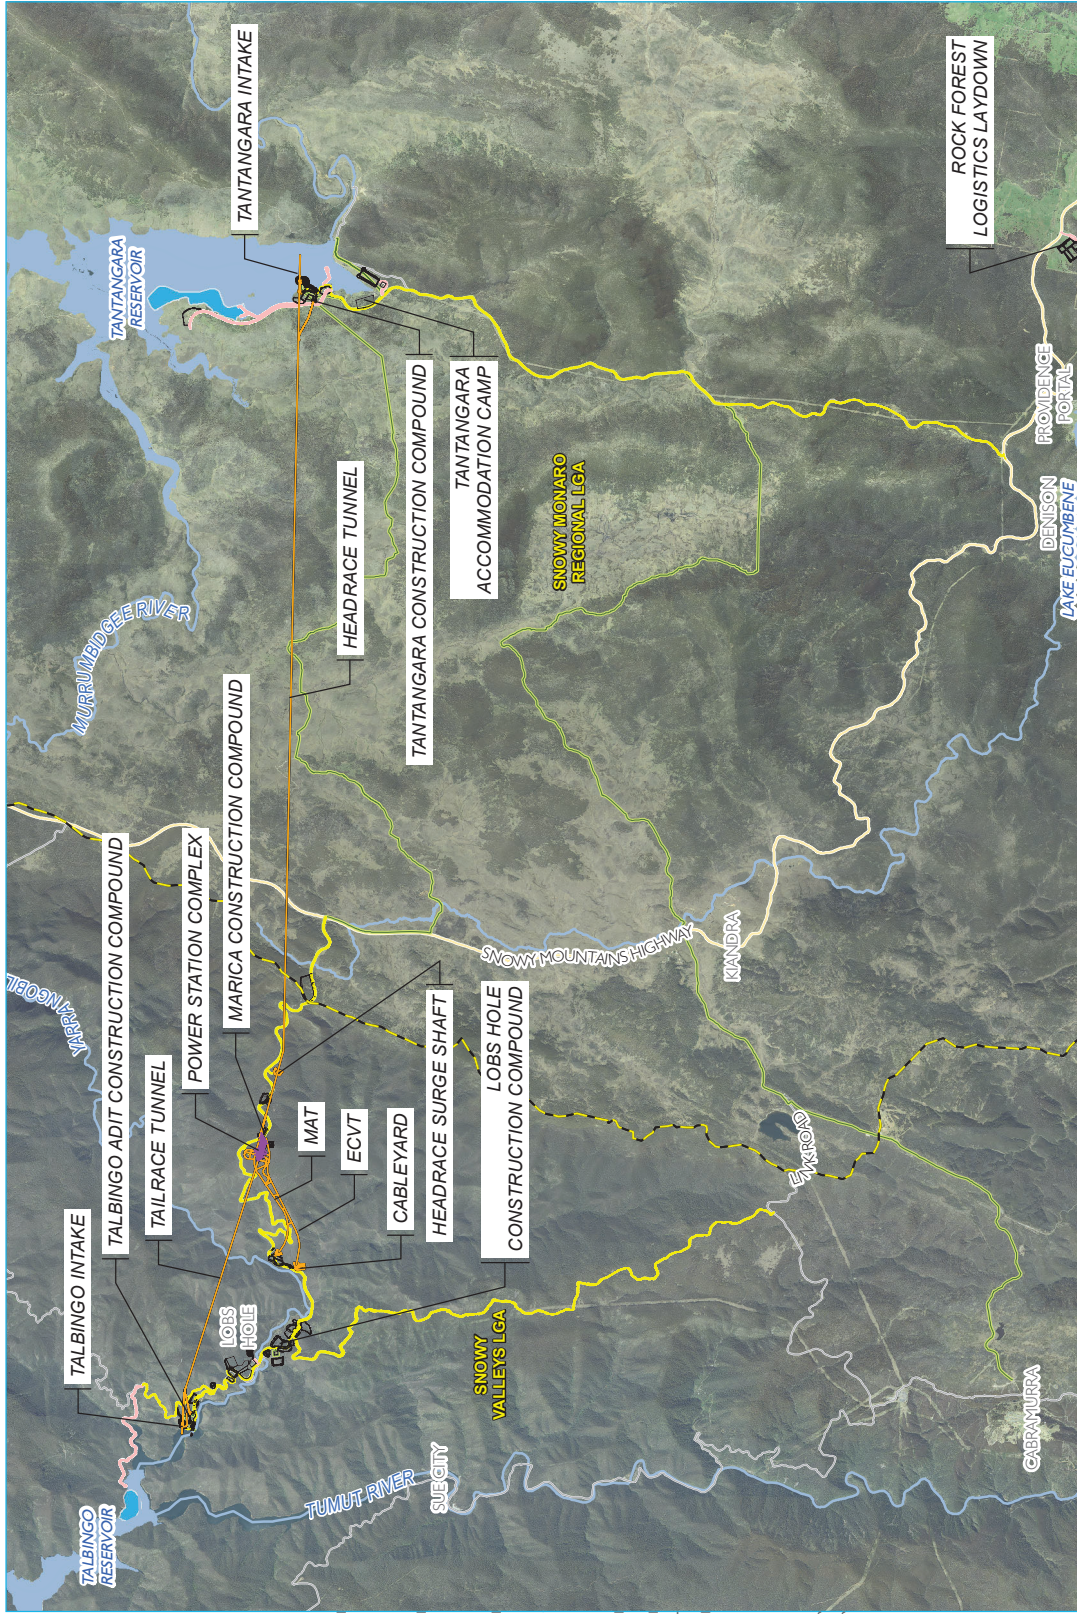 TALBINGO
RESERVOIR
TALBINGO INTAKE
TALBINGO ADIT CONSTRUCTION COMPOUND
TAILRACE TUNNEL
POWER STATION COMPLEX
MARICA CONSTRUCTION COMPOUND
MURRUMBIDGEE RIVER
TANTANGARA
RESERVOIR
TANTANGARA INTAKE
LOBS
HOLE
MAT
ECVT
CABLEYARD
HEADRACE SURGE SHAFT
LOBS HOLE
CONSTRUCTION COMPOUND
HEADRACE TUNNEL
TANTANGARA CONSTRUCTION COMPOUND
TANTANGARA
ACCOMMODATION CAMP
TUMUT RIVER
SUE CITY
SNOWY
VALLEYS LGA
SNOWY MOUNTAINS HIGHWAY
SNOWY MONARO
REGIONAL LGA
KIANDRA
LINK ROAD
CABRAMURRA
DENISON
PROVIDENCE
PORTAL
LAKE EUCUMBENE
ROCK FOREST
LOGISTICS LAYDOWN